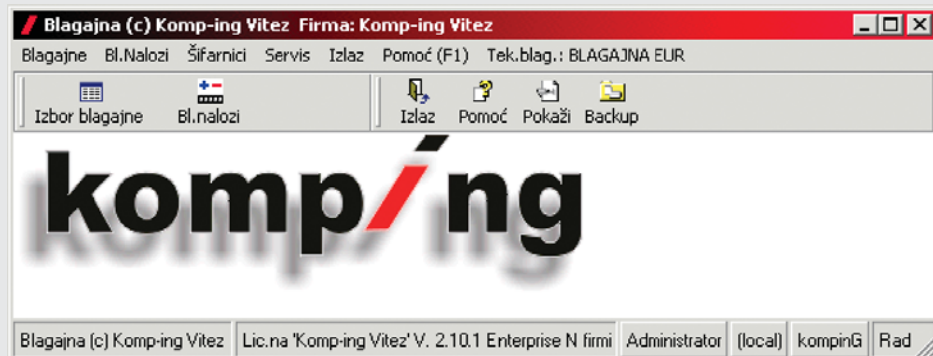 Blagajna (c) Komp-ing Vitez Firma: Komp-ing Vitez
Blagajne Bl.Nalozi Šifarnici Servis Izlaz Pomoć (F1) Tek.blag.: BLAGAJNA EUR
Izbor blagajne Bl.nalozi Izlaz Pomoć Pokaži Backup
komping
Blagajna (c) Komp-ing Vitez Lic.na 'Komp-ing Vitez' V. 2.10.1 Enterprise N firmi Administrator (local) kompinG Rad